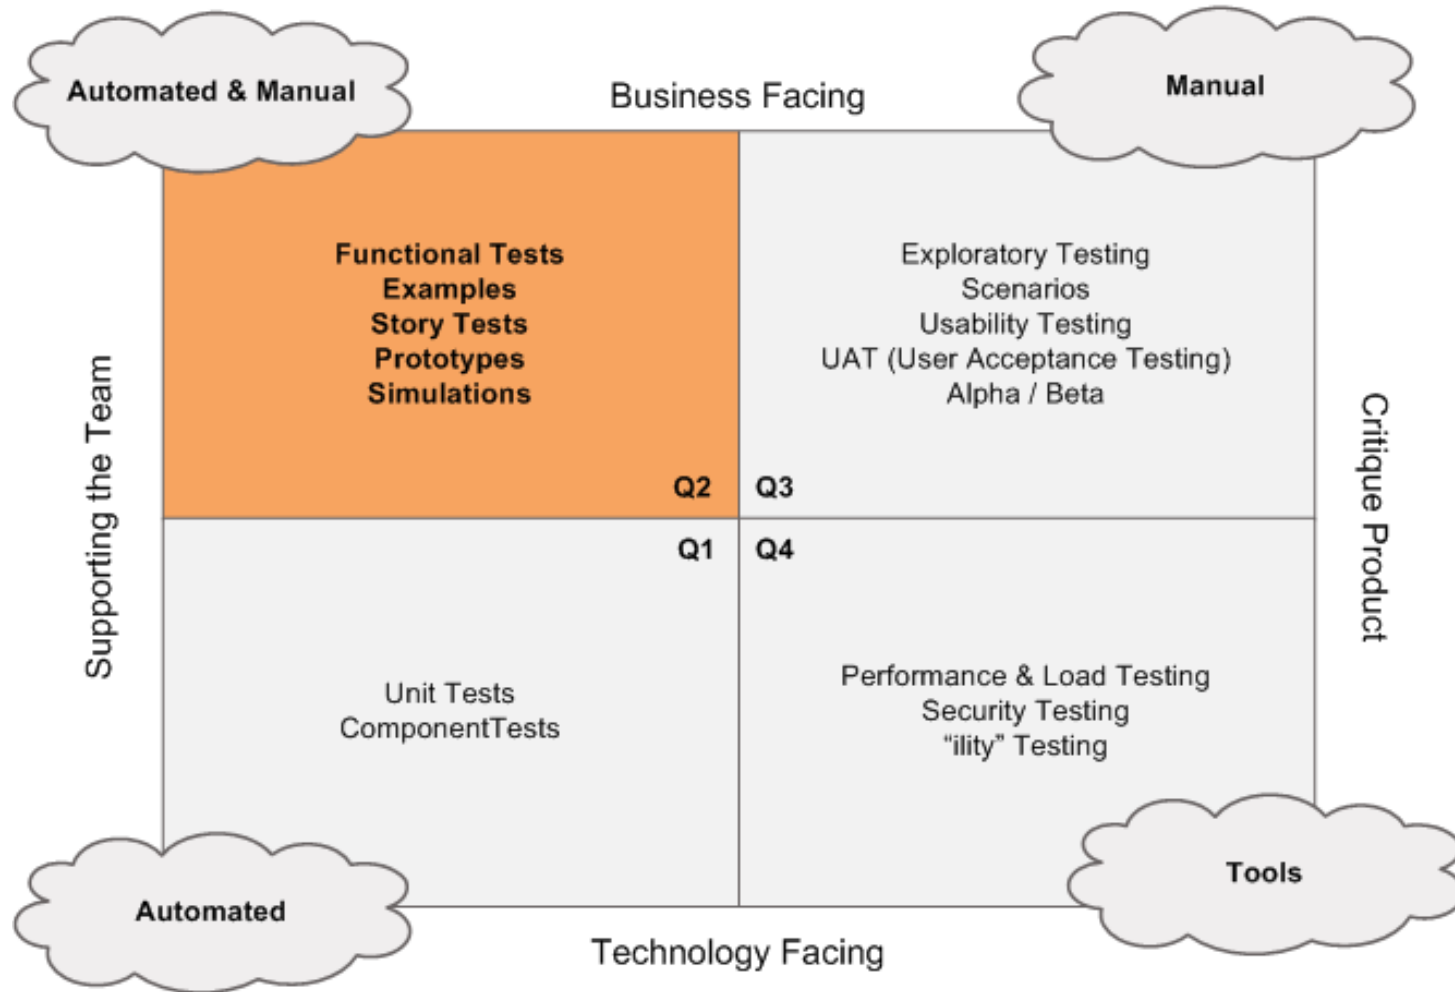 Automated & Manual
Business Facing
Manual
Functional Tests
Examples
Story Tests
Prototypes
Simulations
Q2
Exploratory Testing
Scenarios
Usability Testing
UAT (User Acceptance Testing)
Alpha / Beta
Q3
Supporting the Team
Critique Product
Q1
Unit Tests
ComponentTests
Q4
Performance & Load Testing
Security Testing
“ility” Testing
Automated
Technology Facing
Tools